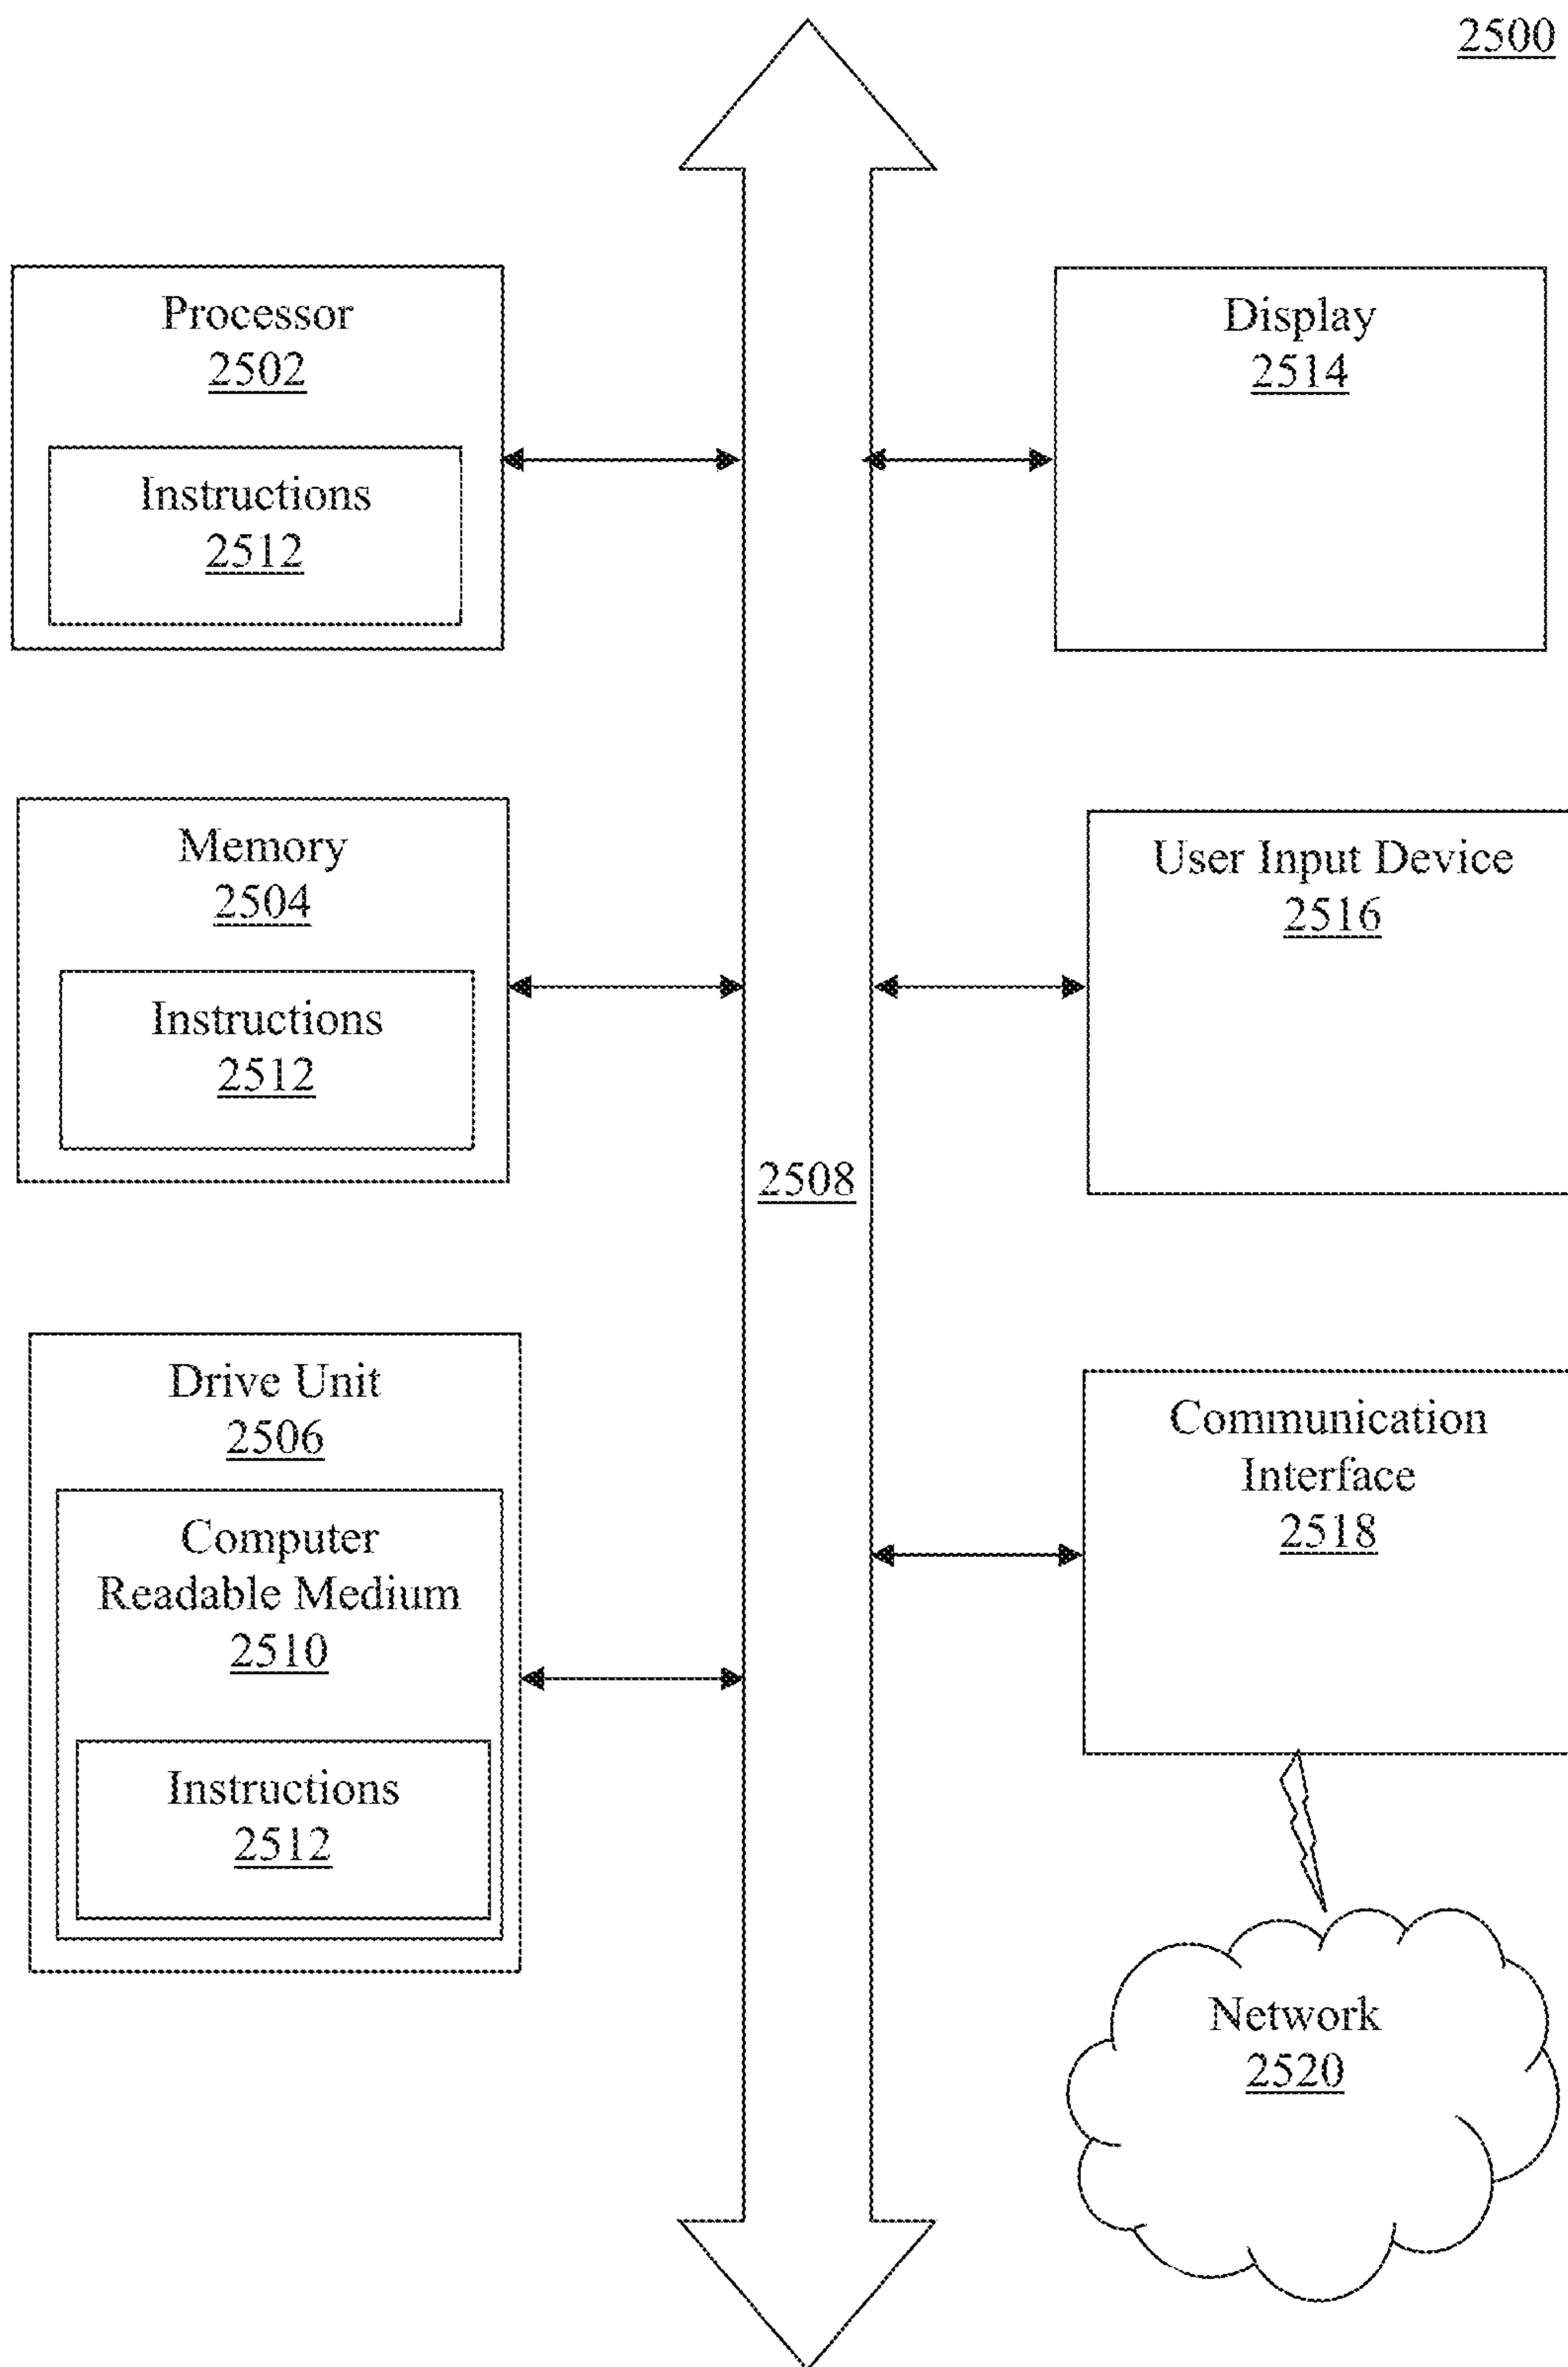 2500
Processor
2502
Instructions
2512
Memory
2504
Instructions
2512
Drive Unit
2506
Computer
Readable Medium
2510
Instructions
2512
2508
Display
2514
User Input Device
2516
Communication
Interface
2518
Network
2520